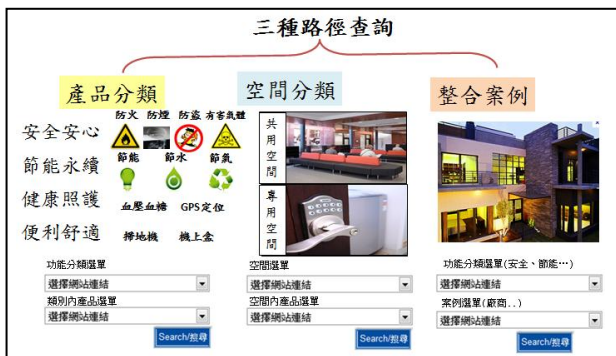 三種路徑查詢
產品分類
防火 防煙 防盜 有害氣體
安全安心
節能 節水 節氣
節能永續
健康照護
血壓血糖 GPS定位
便利舒適
掃地機 機上盒
功能分類選單
選擇網站連結
類別內產品選單
選擇網站連結
Search/搜尋
空間分類
共用空間
專用空間
空間選單
選擇網站連結
空間內產品選單
選擇網站連結
Search/搜尋
整合案例
功能分類選單(安全、節能…)
選擇網站連結
案例選單(廠商..)
選擇網站連結
Search/搜尋